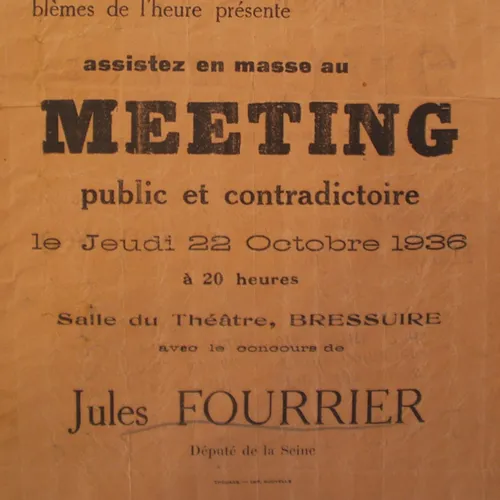 blèmes de l'heure présente
assistez en masse au
MEETING
public et contradictoire
le Jeudi 22 Octobre 1936
à 20 heures
Salle du Théâtre, BRESSUIRE
avec le concours de
Jules FOURRIER
Député de la Seine